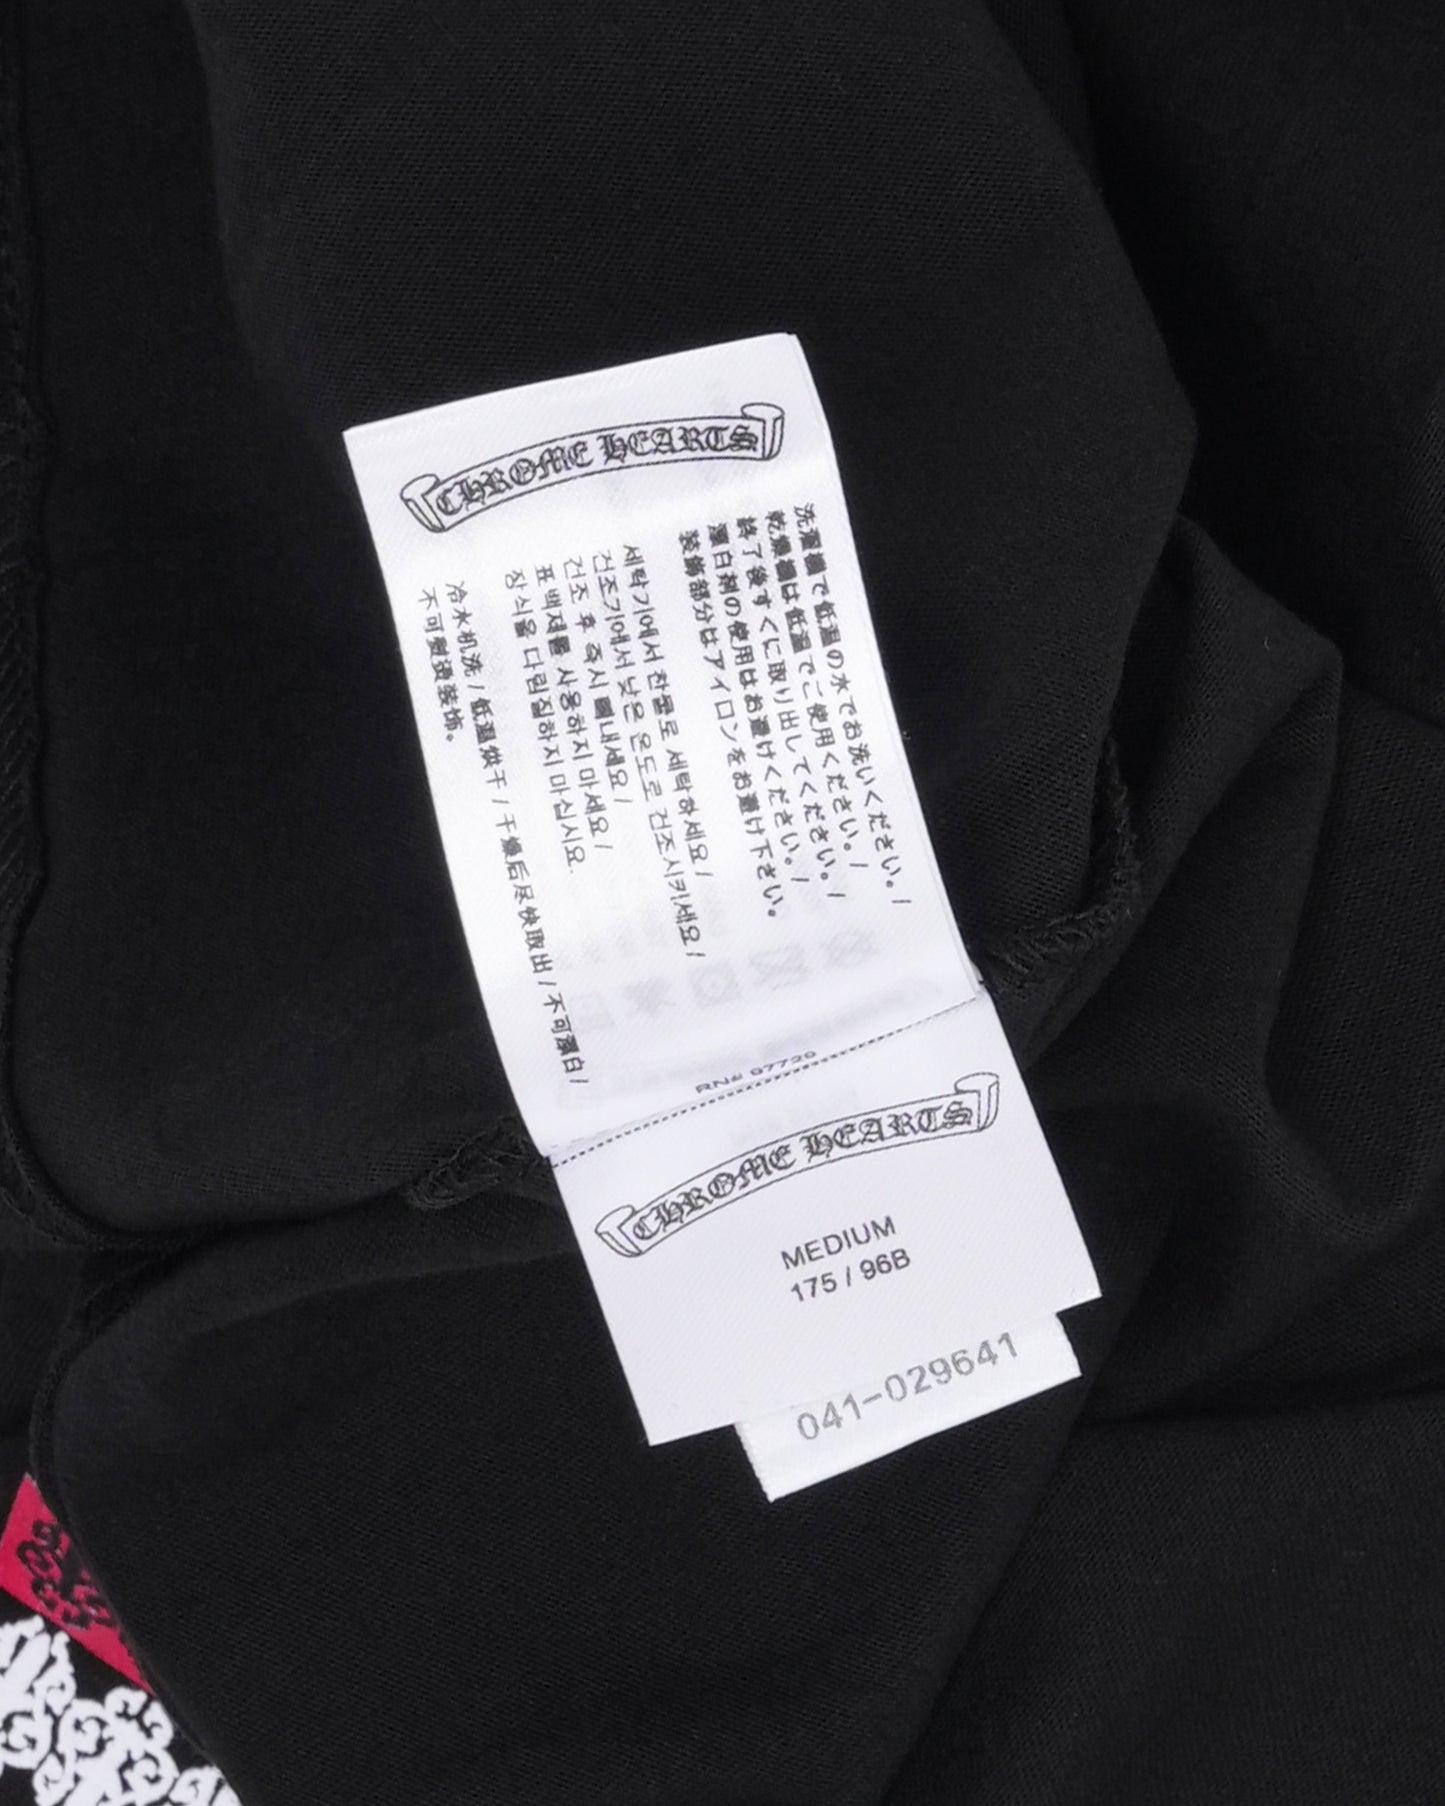 CHROME HEARTS
洗濯機で低温の水でお洗いください。/
乾燥機は低温でご使用ください。/
終了後すぐに取り出してください。/
漂白剤の使用はお避けください。/
装飾部分はアイロンをお避け下さい。
세탁기에서 찬물로 세탁하세요 /
건조기에서 낮은 온도로 건조시키세요 /
건조 후 즉시 꺼내세요 /
표백제를 사용하지 마세요 /
장식을 다림질하지 마십시요.
冷水机洗 / 低温烘干 / 干燥后尽快取出 / 不可漂白 /
不可熨烫装饰。
RN# 97729
CHROME HEARTS
MEDIUM
175 / 96B
041-029641